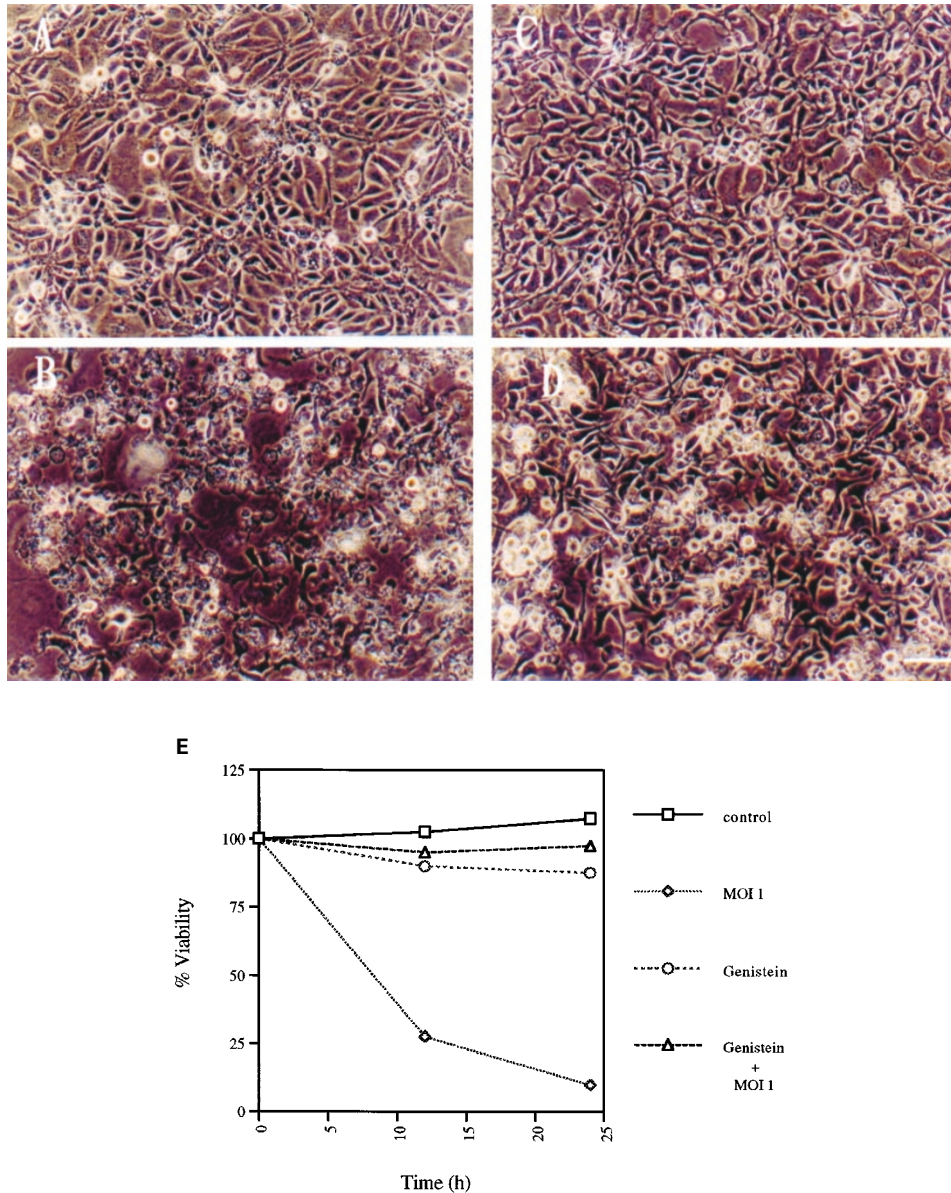 A
C
B
D
E
125
100
75
50
25
0
% Viability
0
5
10
15
20
25
Time (h)
control
MOI 1
Genistein
Genistein
+
MOI 1